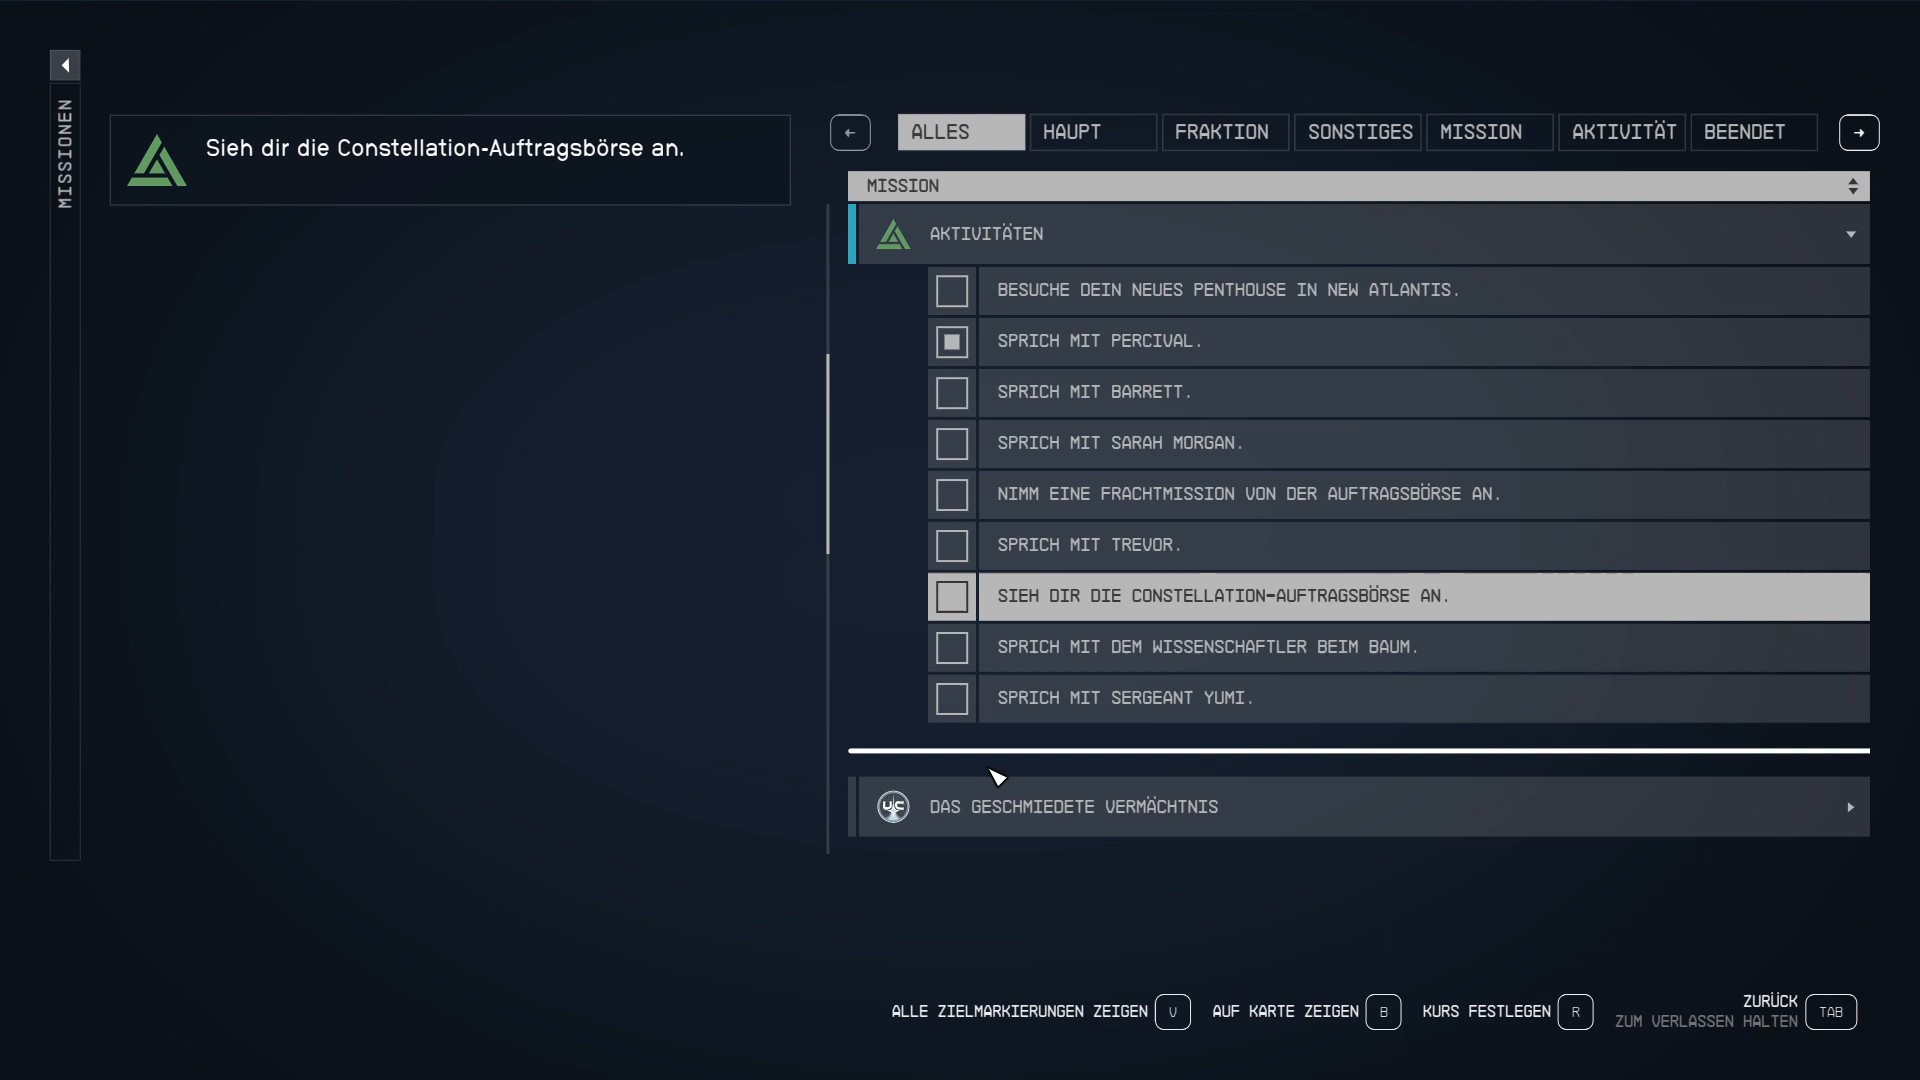 MISSIONEN
Sieh dir die Constellation-Auftragsbörse an.
ALLES
HAUPT
FRAKTION
SONSTIGES
MISSION
AKTIVITÄT
BEENDET
MISSION
AKTIVITÄTEN
BESUCHE DEIN NEUES PENTHOUSE IN NEW ATLANTIS.
SPRICH MIT PERCIVAL.
SPRICH MIT BARRETT.
SPRICH MIT SARAH MORGAN.
NIMM EINE FRACHTMISSION VON DER AUFTRAGSBÖRSE AN.
SPRICH MIT TREVOR.
SIEH DIR DIE CONSTELLATION-AUFTRAGSBÖRSE AN.
SPRICH MIT DEM WISSENSCHAFTLER BEIM BAUM.
SPRICH MIT SERGEANT YUMI.
UC
DAS GESCHMIEDETE VERMÄCHTNIS
ALLE ZIELMARKIERUNGEN ZEIGEN V
AUF KARTE ZEIGEN B
KURS FESTLEGEN R
ZURÜCK
ZUM VERLASSEN HALTEN TAB